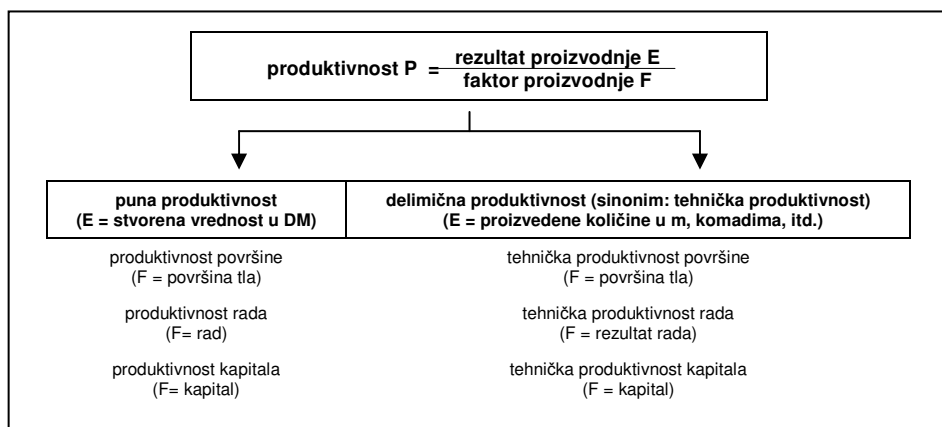 produktivnost P = rezultat proizvodnje E
faktor proizvodnje F
puna produktivnost
(E = stvorena vrednost u DM)
delimična produktivnost (sinonim: tehnička produktivnost)
(E = proizvedene količine u m, komadima, itd.)
produktivnost površine
(F = površina tla)
tehnička produktivnost površine
(F = površina tla)
produktivnost rada
(F= rad)
tehnička produktivnost rada
(F = rezultat rada)
produktivnost kapitala
(F= kapital)
tehnička produktivnost kapitala
(F = kapital)